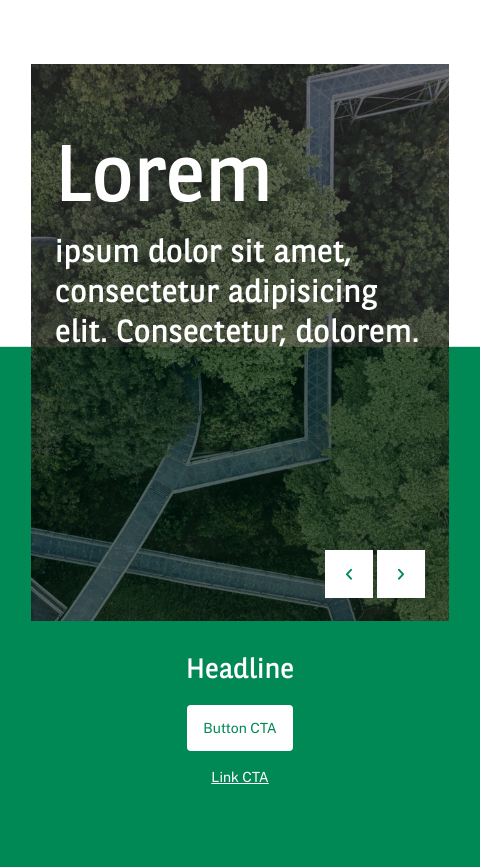 Lorem
ipsum dolor sit amet,
consectetur adipisicing
elit. Consectetur, dolorem.
Headline
Button CTA
Link CTA